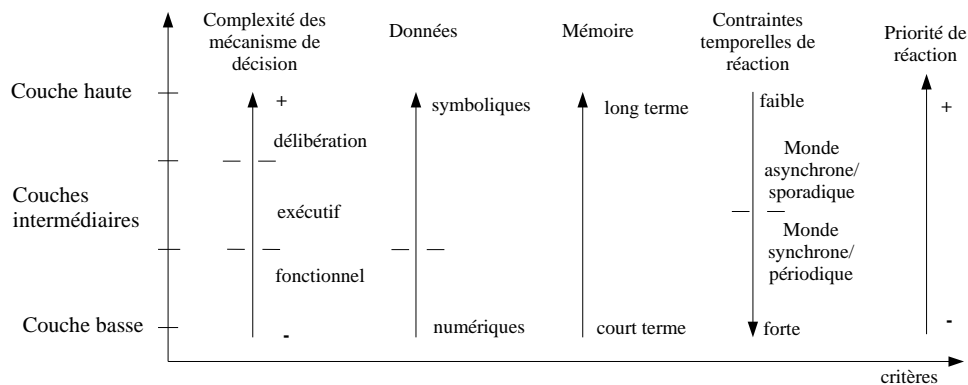 Complexité des
mécanisme de
décision
Données
Mémoire
Contraintes
temporelles de
réaction
Priorité de
réaction
Couche haute
+
symboliques
long terme
faible
+
délibération
Monde
asynchrone/
sporadique
Couches
intermédiaires
exécutif
Monde
synchrone/
périodique
fonctionnel
Couche basse
-
numériques
court terme
forte
-
critères